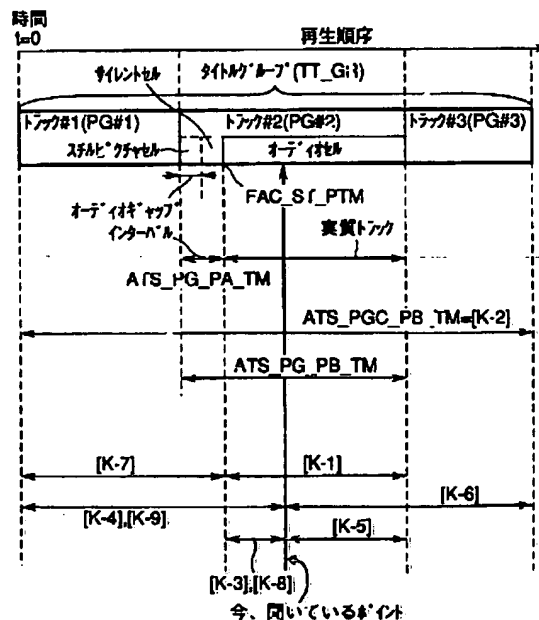 時間
t=0
再生順序
サイレントセル
タイトルグループ(TT_Gr)
トラック#1(PG#1)
トラック#2(PG#2)
トラック#3(PG#3)
スチルピクチャセル
オーディオセル
FAC_ST_PTM
オーディオギャップ
インターバル
実質トラック
ATS_PG_PA_TM
ATS_PGC_PB_TM=[K-2]
ATS_PG_PB_TM
[K-7]
[K-1]
[K-4],[K-9]
[K-6]
[K-5]
[K-3],[K-8]
今、聞いているポイント